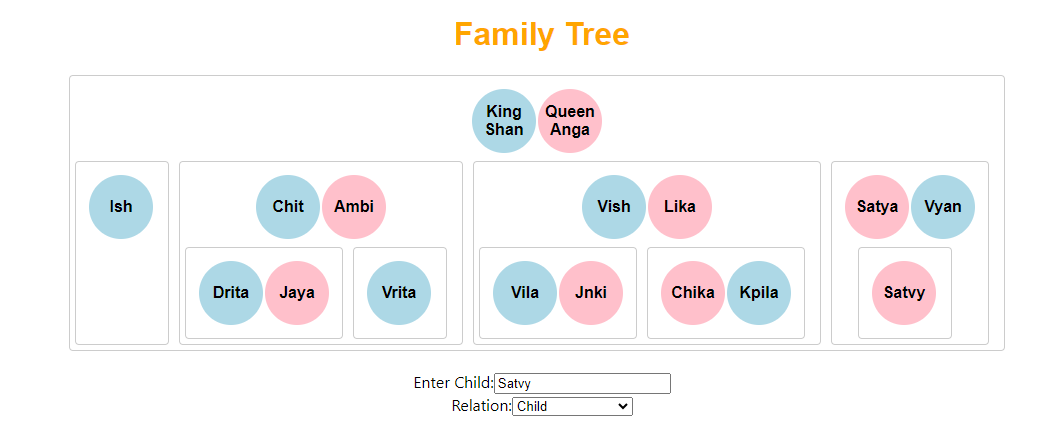 Family Tree
King Shan
Queen Anga
Ish
Chit
Ambi
Vish
Lika
Satya
Vyan
Drita
Jaya
Vrita
Vila
Jnki
Chika
Kpila
Satvy
Enter Child:Satvy
Relation:Child